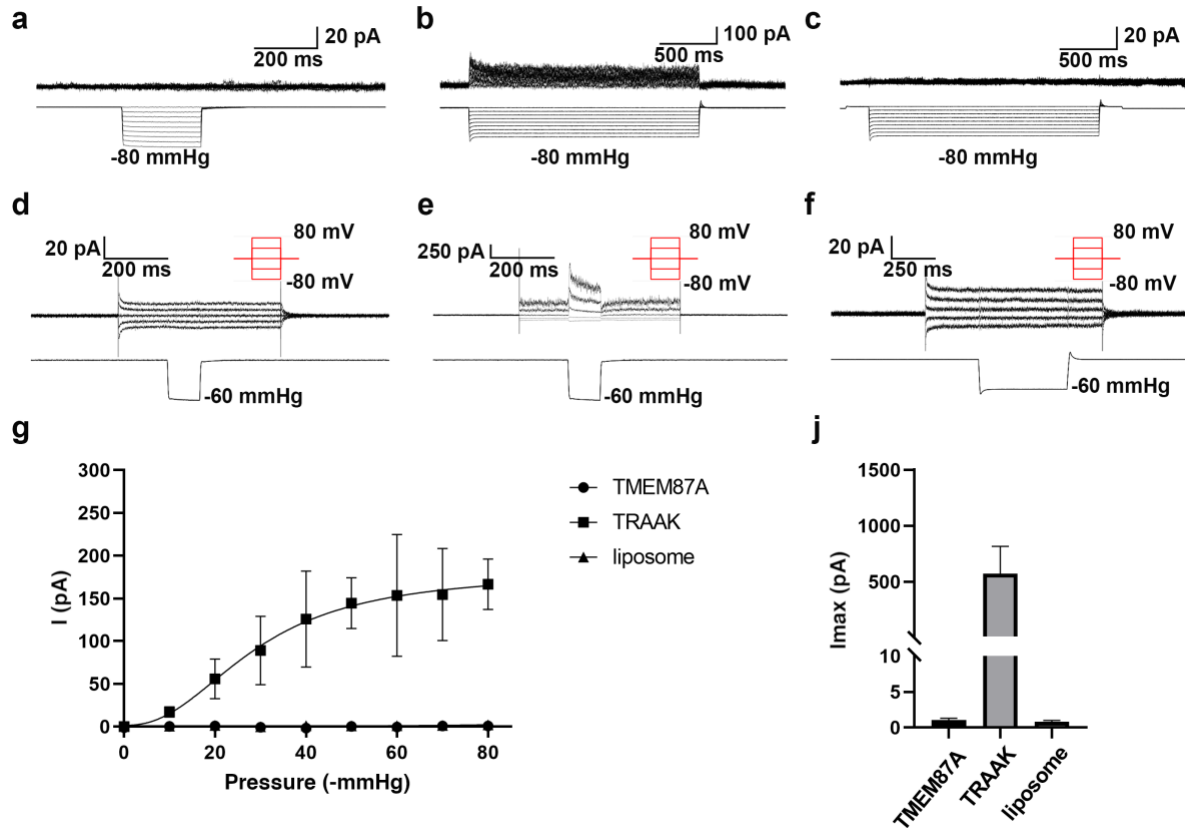 a
20 pA
200 ms
-80 mmHg
b
100 pA
500 ms
-80 mmHg
c
20 pA
500 ms
-80 mmHg
d
20 pA
200 ms
80 mV
-80 mV
-60 mmHg
e
250 pA
200 ms
80 mV
-80 mV
-60 mmHg
f
20 pA
250 ms
80 mV
-80 mV
-60 mmHg
g
I (pA)
300
250
200
150
100
50
0
0 20 40 60 80
Pressure (-mmHg)
TMEM87A
TRAAK
liposome
j
Imax (pA)
1500
1000
500
10
5
0
TMEM87A
TRAAK
liposome